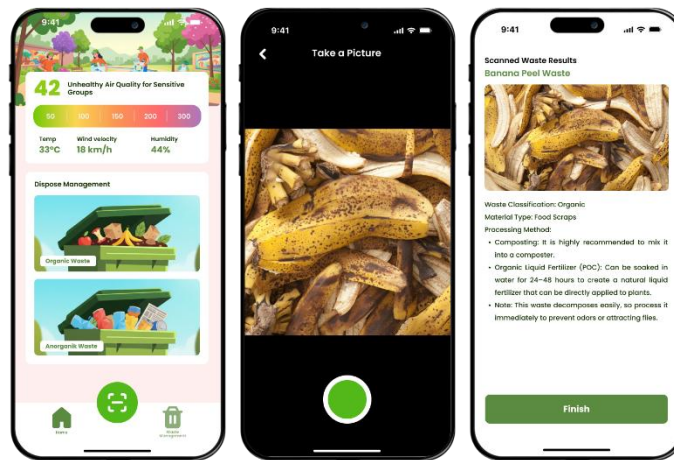 9:41
42 Unhealthy Air Quality for Sensitive
Groups
50 100 150 200 300
Temp Wind velocity Humidity
33°C 18 km/h 44%
Dispose Management
Organic Waste
Anorganik Waste
Home
Waste
Management
9:41
Take a Picture
9:41
Scanned Waste Results
Banana Peel Waste
Waste Classification: Organic
Material Type: Food Scraps
Processing Method:
• Composting: It is highly recommended to mix it
into a composter.
• Organic Liquid Fertilizer (POC): Can be soaked in
water for 24–48 hours to create a natural liquid
fertilizer that can be directly applied to plants.
• Note: This waste decomposes easily, so process it
immediately to prevent odors or attracting flies.
Finish